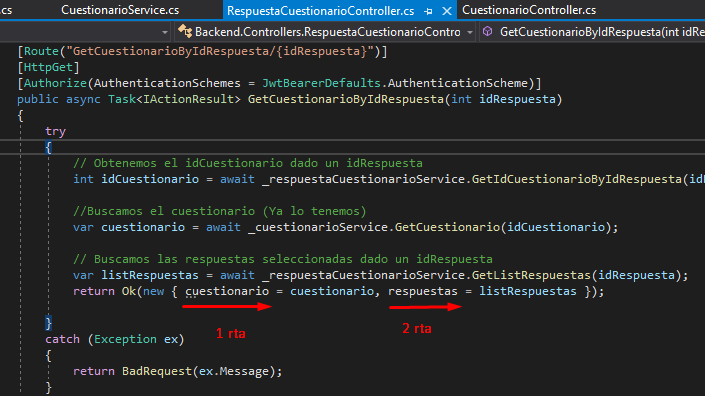 .cs CuestionarioService.cs RespuestaCuestionarioController.cs CuestionarioController.cs
Backend.Controllers.RespuestaCuestionarioContro GetCuestionarioByIdRespuesta(int idRes
[Route("GetCuestionarioByIdRespuesta/{idRespuesta}")]
[HttpGet]
[Authorize(AuthenticationSchemes = JwtBearerDefaults.AuthenticationScheme)]
public async Task<IActionResult> GetCuestionarioByIdRespuesta(int idRespuesta)
{
try
{
// Obtenemos el idCuestionario dado un idRespuesta
int idCuestionario = await _respuestaCuestionarioService.GetIdCuestionarioByIdRespuesta(id
//Buscamos el cuestionario (Ya lo tenemos)
var cuestionario = await _cuestionarioService.GetCuestionario(idCuestionario);
// Buscamos las respuestas seleccionadas dado un idRespuesta
var listRespuestas = await _respuestaCuestionarioService.GetListRespuestas(idRespuesta);
return Ok(new { cuestionario = cuestionario, respuestas = listRespuestas });
1 rta 2 rta
}
catch (Exception ex)
{
return BadRequest(ex.Message);
}